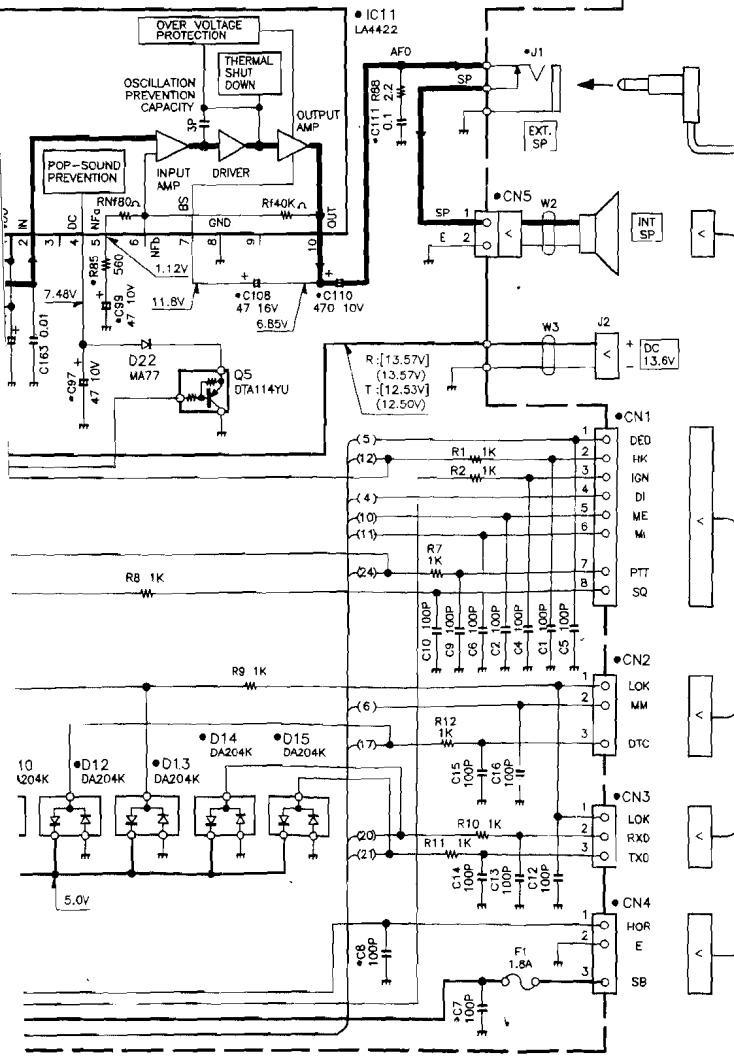 OVER VOLTAGE
PROTECTION
•IC11
LA4422
THERMAL
SHUT
DOWN
OSCILLATION
PREVENTION
CAPACITY
3P
OUTPUT
AMP
INPUT
AMP
DRIVER
POP-SOUND
PREVENTION
RNf80Ω
Rf40KΩ
IN
DC
NFa
NFb
BS
GND
OUT
1
2
3
4
5
6
7
8
9
10
AFO
•C111
0.1
R88
2.2
•J1
SP
EXT.
SP
•CN5
W2
SP
1
E
2
<
INT
SP
<
•R85
560
1.12V
•C99
47 10V
C163
0.01
7.48V
11.8V
•C108
47 16V
6.85V
•C110
470 10V
•C97
47 10V
D22
MA77
Q5
DTA114YU
W3
J2
<
+
−
DC
13.6V
R:[13.57V]
(13.57V)
T:[12.53V]
(12.50V)
•CN1
(5)
1
DED
(12)
R1 1K
2
HK
R2 1K
3
IGN
(4)
4
DI
(10)
5
ME
(11)
6
MI
R7
1K
(24)
7
PTT
R8 1K
8
SQ
<
C10 100P
C9 100P
C6 100P
C2 100P
C4 100P
C1 100P
C5 100P
•CN2
R9 1K
1
LOK
(6)
2
MM
R12
1K
(17)
3
DTC
<
C15
100P
C16
100P
10
•D12
DA204K
•D13
DA204K
•D14
DA204K
•D15
DA204K
•CN3
1
LOK
(20)
R10 1K
2
RXD
(21)
R11 1K
3
TXD
<
C14
100P
C13
100P
C12
100P
5.0V
•CN4
1
HOR
2
E
F1
1.8A
3
SB
<
•C8
100P
•C7
100P